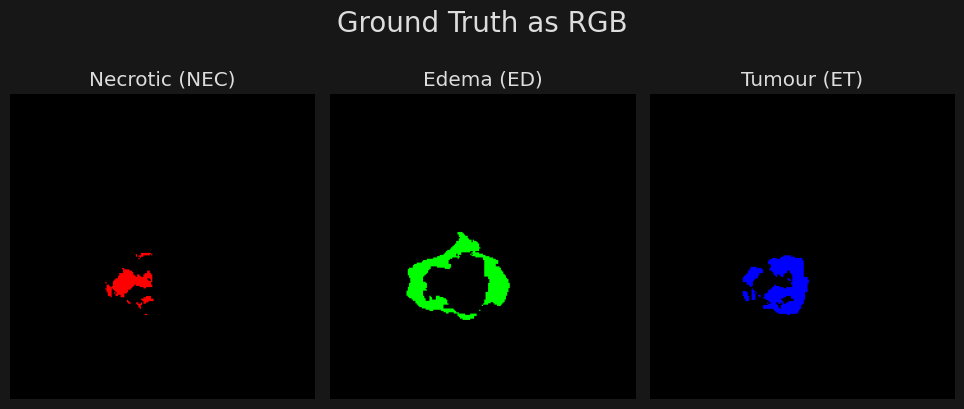 Ground Truth as RGB
Necrotic (NEC)
Edema (ED)
Tumour (ET)